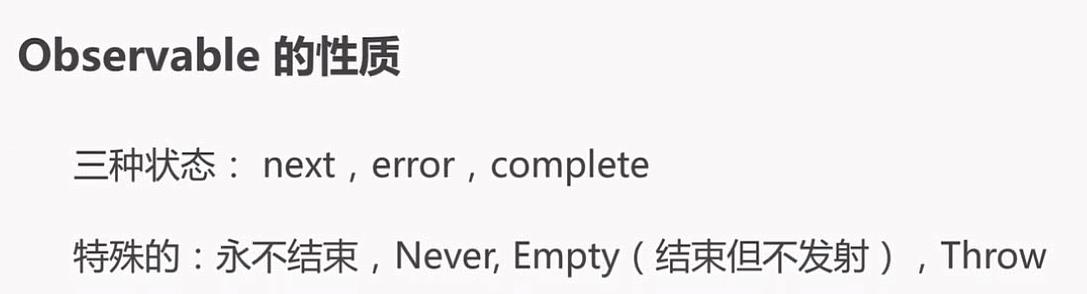 Observable 的性质
三种状态： next，error，complete
特殊的：永不结束，Never, Empty（结束但不发射），Throw